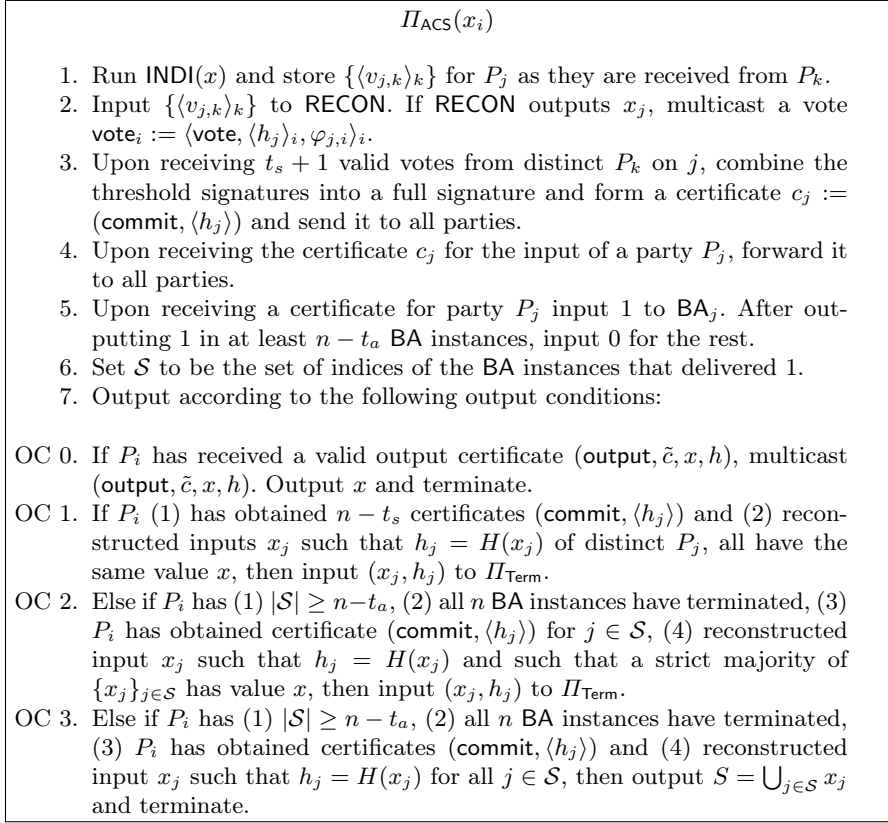 Π_ACS(x_i)
1. Run INDI(x) and store {⟨v_{j,k}⟩_k} for P_j as they are received from P_k.
2. Input {⟨v_{j,k}⟩_k} to RECON. If RECON outputs x_j, multicast a vote
vote_i := ⟨vote, ⟨h_j⟩_i, φ_{j,i}⟩_i.
3. Upon receiving t_s + 1 valid votes from distinct P_k on j, combine the
threshold signatures into a full signature and form a certificate c_j :=
(commit, ⟨h_j⟩) and send it to all parties.
4. Upon receiving the certificate c_j for the input of a party P_j, forward it
to all parties.
5. Upon receiving a certificate for party P_j input 1 to BA_j. After out-
putting 1 in at least n − t_a BA instances, input 0 for the rest.
6. Set S to be the set of indices of the BA instances that delivered 1.
7. Output according to the following output conditions:
OC 0. If P_i has received a valid output certificate (output, c̃, x, h), multicast
(output, c̃, x, h). Output x and terminate.
OC 1. If P_i (1) has obtained n − t_s certificates (commit, ⟨h_j⟩) and (2) recon-
structed inputs x_j such that h_j = H(x_j) of distinct P_j, all have the
same value x, then input (x_j, h_j) to Π_Term.
OC 2. Else if P_i has (1) |S| ≥ n−t_a, (2) all n BA instances have terminated, (3)
P_i has obtained certificate (commit, ⟨h_j⟩) for j ∈ S, (4) reconstructed
input x_j such that h_j = H(x_j) and such that a strict majority of
{x_j}_{j∈S} has value x, then input (x_j, h_j) to Π_Term.
OC 3. Else if P_i has (1) |S| ≥ n − t_a, (2) all n BA instances have terminated,
(3) P_i has obtained certificates (commit, ⟨h_j⟩) and (4) reconstructed
input x_j such that h_j = H(x_j) for all j ∈ S, then output S = ⋃_{j∈S} x_j
and terminate.